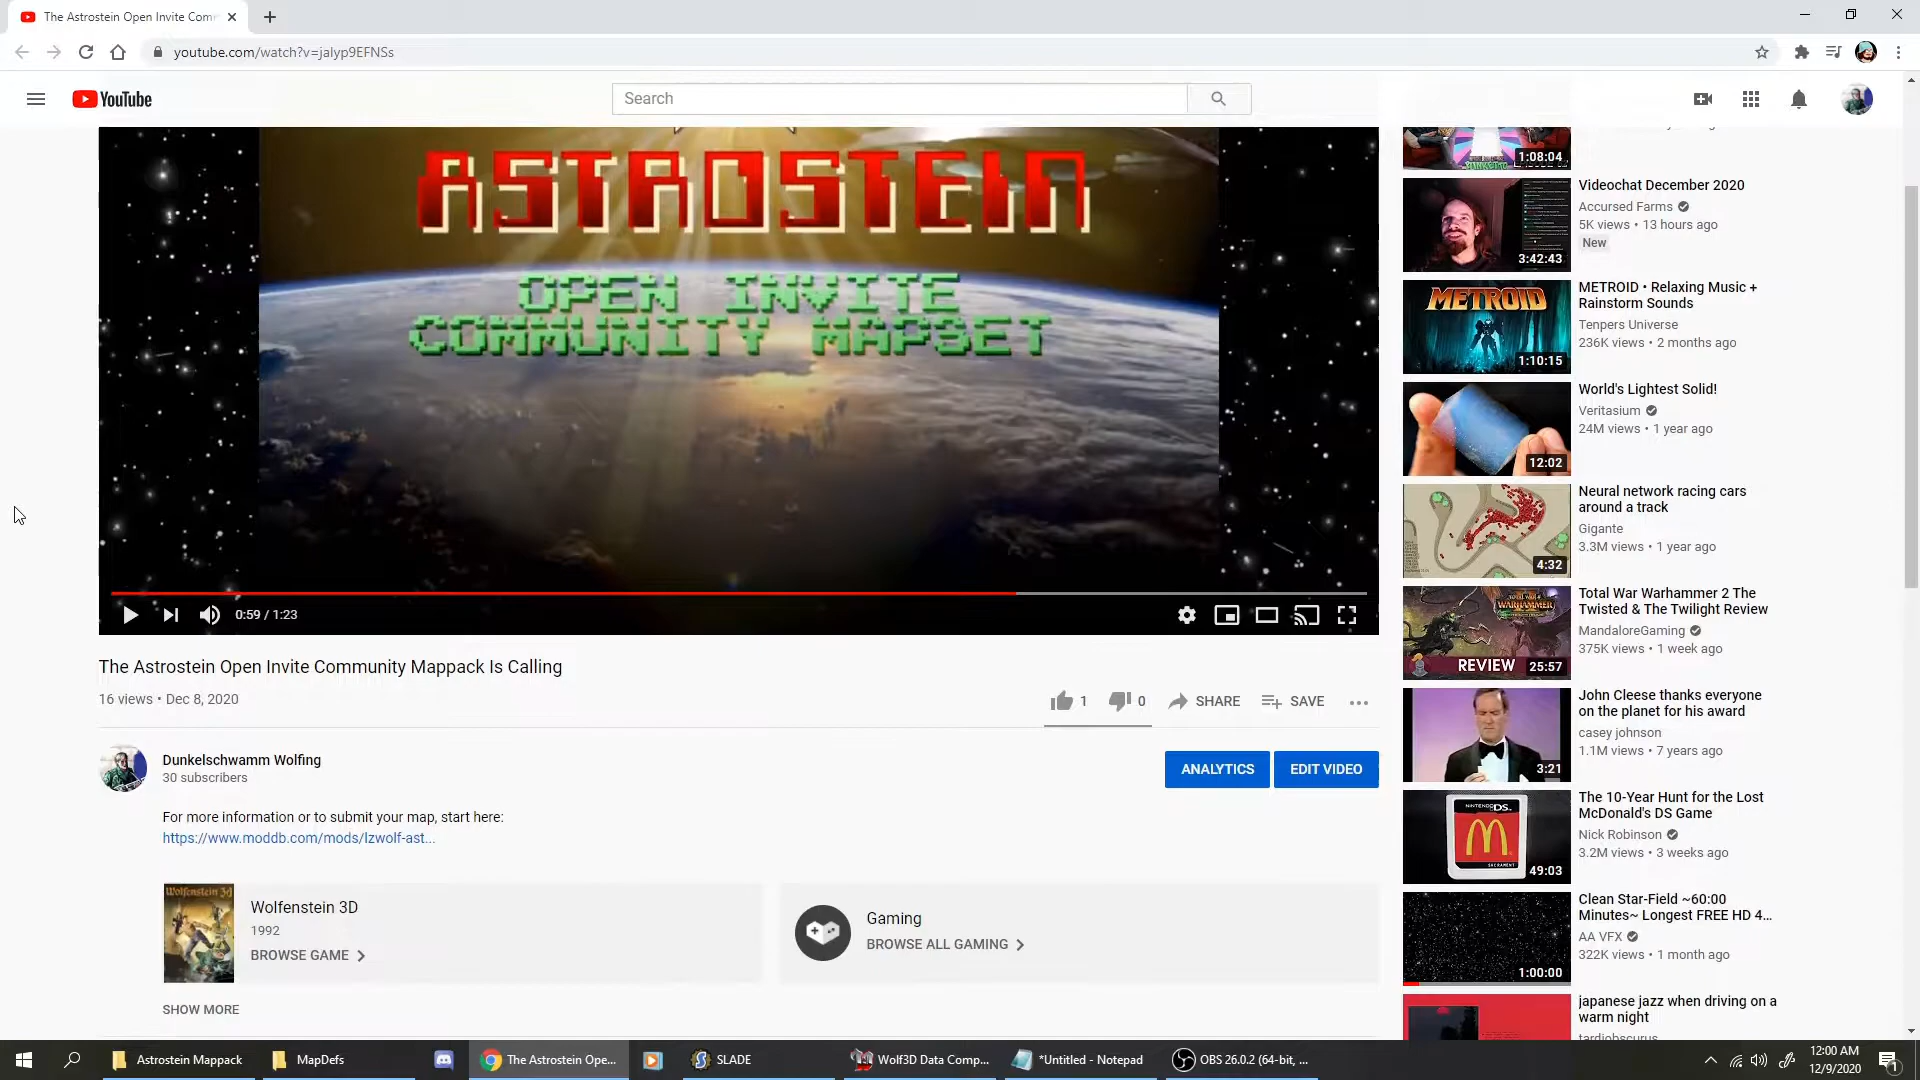 The Astrostein Open Invite Com
youtube.com/watch?v=jalyp9EFNSs
YouTube
Search
ASTROSTEIN
OPEN INVITE
COMMUNITY MAPSET
0:59 / 1:23
The Astrostein Open Invite Community Mappack Is Calling
16 views • Dec 8, 2020
1
0
SHARE
SAVE
Dunkelschwamm Wolfing
30 subscribers
ANALYTICS
EDIT VIDEO
For more information or to submit your map, start here:
https://www.moddb.com/mods/lzwolf-ast...
Wolfenstein 3d
Wolfenstein 3D
1992
BROWSE GAME
Gaming
BROWSE ALL GAMING
SHOW MORE
1:08:04
Videochat December 2020
Accursed Farms
5K views • 13 hours ago
New
3:42:43
METROID
METROID • Relaxing Music +
Rainstorm Sounds
Tenpers Universe
236K views • 2 months ago
1:10:15
World's Lightest Solid!
Veritasium
24M views • 1 year ago
12:02
Neural network racing cars
around a track
Gigante
3.3M views • 1 year ago
4:32
Total War Warhammer 2 The
Twisted & The Twilight Review
MandaloreGaming
375K views • 1 week ago
WARHAMMER
REVIEW
25:57
John Cleese thanks everyone
on the planet for his award
casey johnson
1.1M views • 7 years ago
3:21
The 10-Year Hunt for the Lost
McDonald's DS Game
Nick Robinson
3.2M views • 3 weeks ago
NINTENDO DS
49:03
Clean Star-Field ~60:00
Minutes~ Longest FREE HD 4...
AA VFX
322K views • 1 month ago
1:00:00
japanese jazz when driving on a
warm night
tardiobscurus
Astrostein Mappack
MapDefs
The Astrostein Ope...
SLADE
Wolf3D Data Comp...
*Untitled - Notepad
OBS 26.0.2 (64-bit, ...
12:00 AM
12/9/2020
1